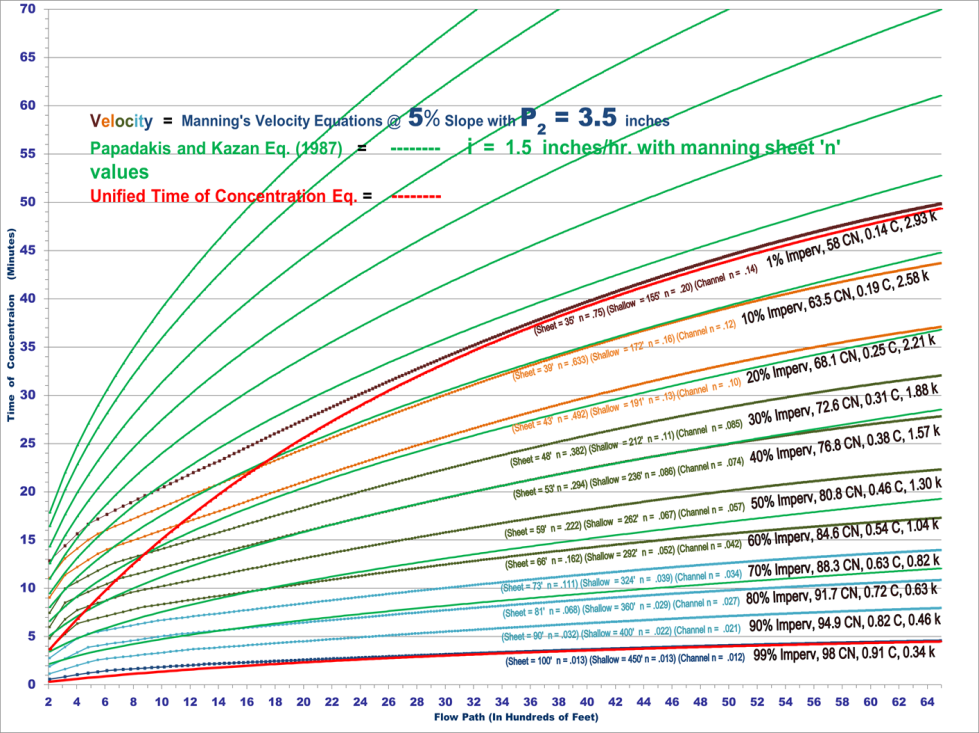 70
65
60
55
50
45
40
35
30
25
20
15
10
5
0
Time of Concentraion (Minutes)
Velocity = Manning's Velocity Equations @ 5% Slope with P2 = 3.5 inches
Papadakis and Kazan Eq. (1987) = -------- i = 1.5 inches/hr. with manning sheet 'n'
values
Unified Time of Concentration Eq. = --------
(Sheet = 35' n = .75) (Shallow = 155' n = .20) (Channel n = .14) 1% Imperv, 58 CN, 0.14 C, 2.93 k
(Sheet = 39' n = .633) (Shallow = 172' n = .16) (Channel n = .12) 10% Imperv, 63.5 CN, 0.19 C, 2.58 k
(Sheet = 43' n = .492) (Shallow = 191' n = .13) (Channel n = .10) 20% Imperv, 68.1 CN, 0.25 C, 2.21 k
(Sheet = 48' n = .382) (Shallow = 212' n = .11) (Channel n = .085) 30% Imperv, 72.6 CN, 0.31 C, 1.88 k
(Sheet = 53' n = .294) (Shallow = 236' n = .086) (Channel n = .074) 40% Imperv, 76.8 CN, 0.38 C, 1.57 k
(Sheet = 59' n = .222) (Shallow = 262' n = .067) (Channel n = .057) 50% Imperv, 80.8 CN, 0.46 C, 1.30 k
(Sheet = 66' n = .162) (Shallow = 292' n = .052) (Channel n = .042) 60% Imperv, 84.6 CN, 0.54 C, 1.04 k
(Sheet = 73' n = .111) (Shallow = 324' n = .039) (Channel n = .034) 70% Imperv, 88.3 CN, 0.63 C, 0.82 k
(Sheet = 81' n = .068) (Shallow = 360' n = .029) (Channel n = .027) 80% Imperv, 91.7 CN, 0.72 C, 0.63 k
(Sheet = 90' n = .032) (Shallow = 400' n = .022) (Channel n = .021) 90% Imperv, 94.9 CN, 0.82 C, 0.46 k
(Sheet = 100' n = .013) (Shallow = 450' n = .013) (Channel n = .012) 99% Imperv, 98 CN, 0.91 C, 0.34 k
2 4 6 8 10 12 14 16 18 20 22 24 26 28 30 32 34 36 38 40 42 44 46 48 50 52 54 56 58 60 62 64
Flow Path (In Hundreds of Feet)